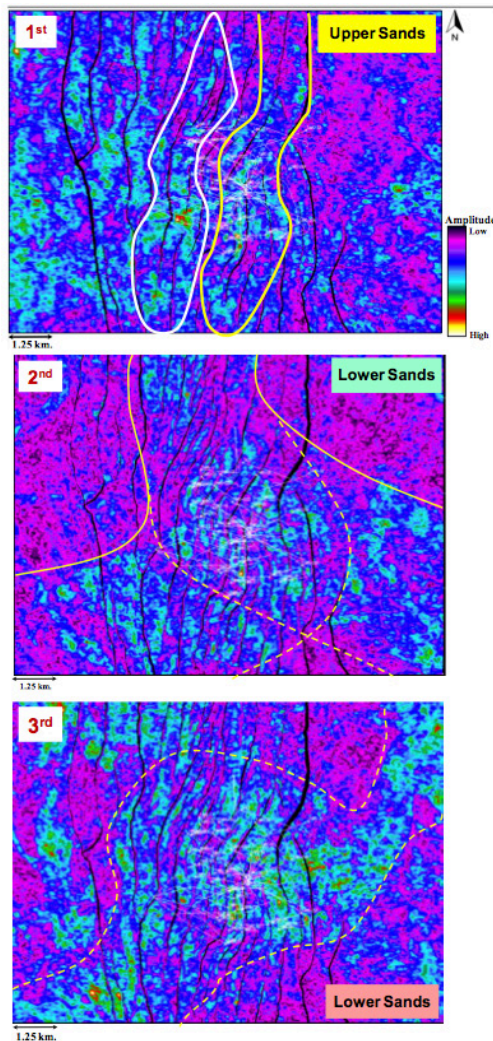 1st
Upper Sands
N
Amplitude
Low
High
1.25 km.
2nd
Lower Sands
1.25 km.
3rd
Lower Sands
1.25 km.